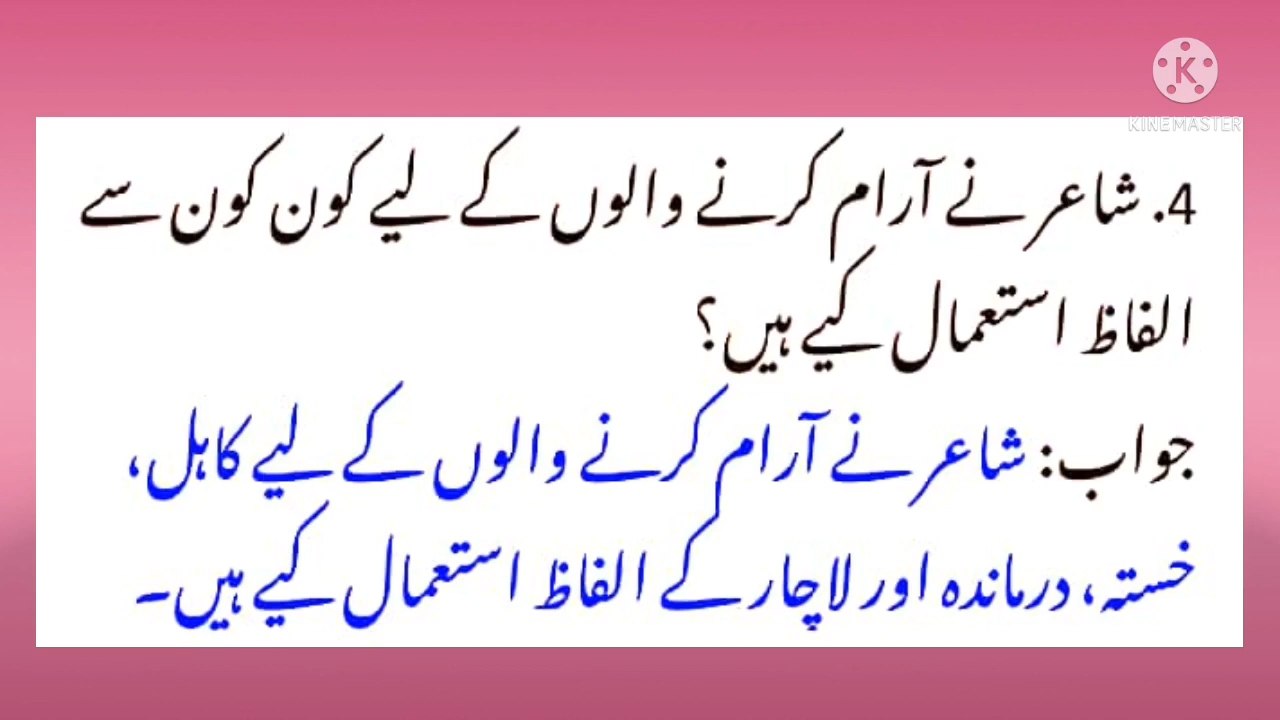 KINEMASTER
4. شاعر نے آرام کرنے والوں کے لیے کون کون سے
الفاظ استعمال کیے ہیں؟
جواب: شاعر نے آرام کرنے والوں کے لیے کاہل،
خستہ، درماندہ اور لاچار کے الفاظ استعمال کیے ہیں۔